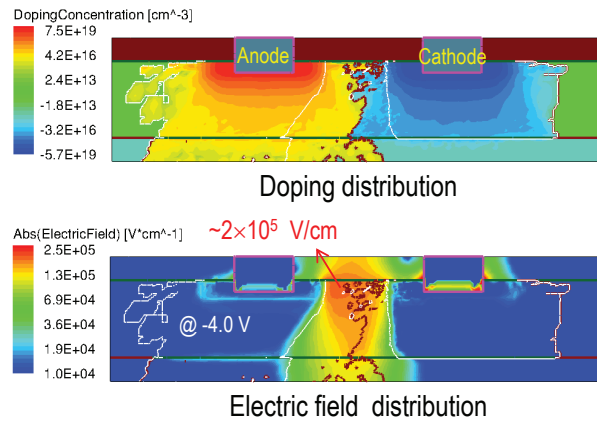 DopingConcentration [cm^-3]
7.5E+19
4.2E+16
2.4E+13
-1.8E+13
-3.2E+16
-5.7E+19
Anode
Cathode
Doping distribution
Abs(ElectricField) [V*cm^-1]
~2×10⁵ V/cm
2.5E+05
1.3E+05
6.9E+04
3.6E+04
1.9E+04
1.0E+04
@ -4.0 V
Electric field distribution